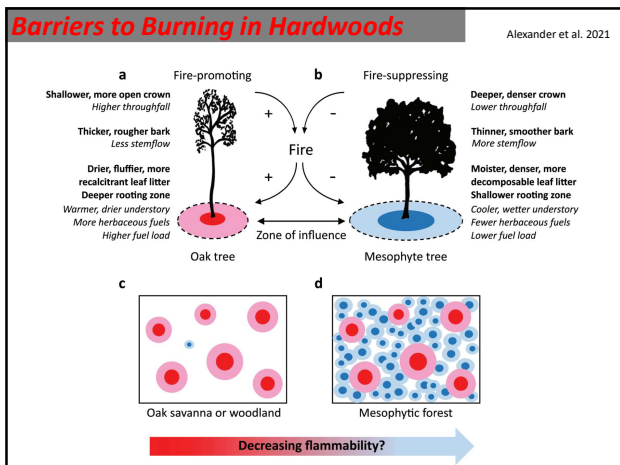 Barriers to Burning in Hardwoods
Alexander et al. 2021
a
Fire-promoting
b
Fire-suppressing
Shallower, more open crown
Higher throughfall
Thicker, rougher bark
Less stemflow
Drier, fluffier, more
recalcitrant leaf litter
Deeper rooting zone
Warmer, drier understory
More herbaceous fuels
Higher fuel load
+
–
Fire
+
–
Zone of influence
Oak tree
Deeper, denser crown
Lower throughfall
Thinner, smoother bark
More stemflow
Moister, denser, more
decomposable leaf litter
Shallower rooting zone
Cooler, wetter understory
Fewer herbaceous fuels
Lower fuel load
Mesophyte tree
c
Oak savanna or woodland
d
Mesophytic forest
Decreasing flammability?